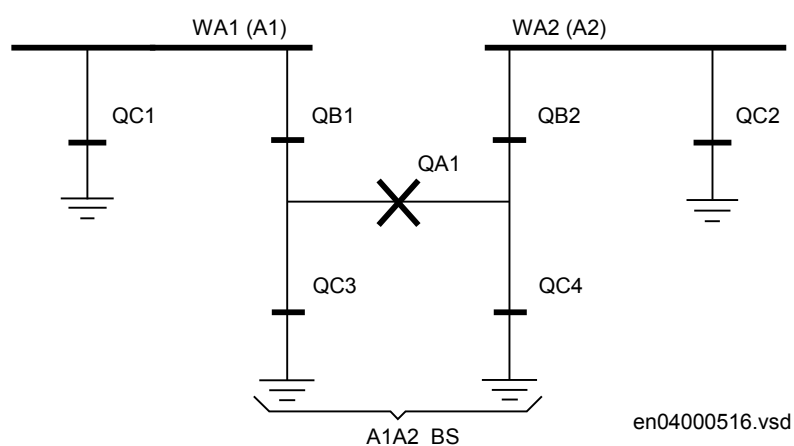 WA1 (A1)
WA2 (A2)
QC1
QB1
QB2
QC2
QA1
QC3
QC4
A1A2_BS
en04000516.vsd